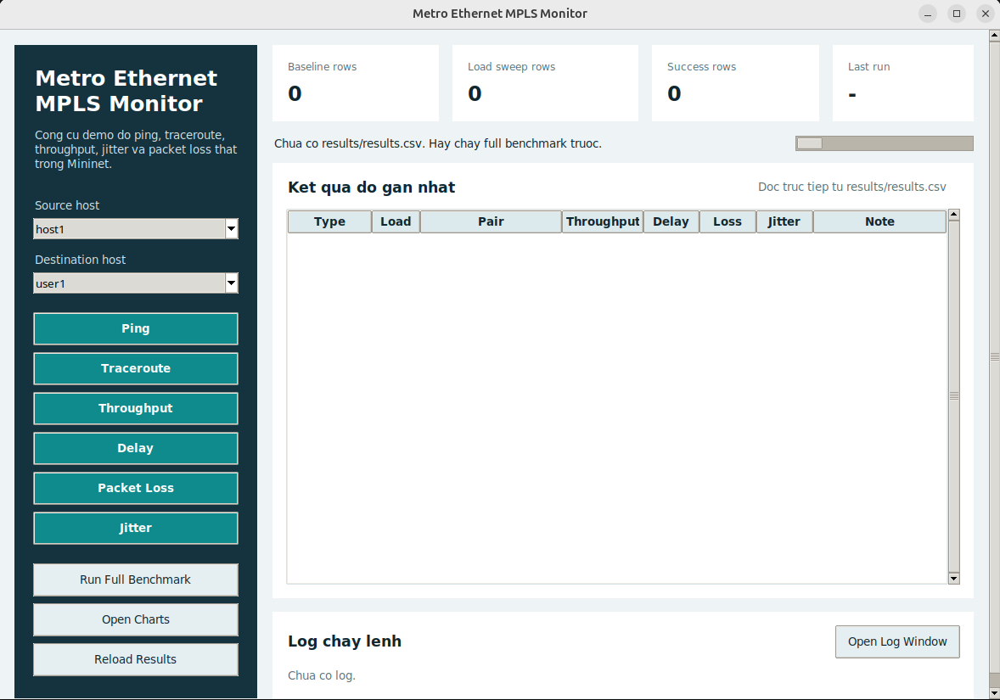 Metro Ethernet MPLS Monitor
Metro Ethernet
MPLS Monitor
Cong cu demo do ping, traceroute,
throughput, jitter va packet loss that
trong Mininet.
Source host
host1
Destination host
user1
Ping
Traceroute
Throughput
Delay
Packet Loss
Jitter
Run Full Benchmark
Open Charts
Reload Results
Baseline rows
0
Load sweep rows
0
Success rows
0
Last run
-
Chua co results/results.csv. Hay chay full benchmark truoc.
Ket qua do gan nhat
Doc truc tiep tu results/results.csv
Type Load Pair Throughput Delay Loss Jitter Note
Log chay lenh
Open Log Window
Chua co log.